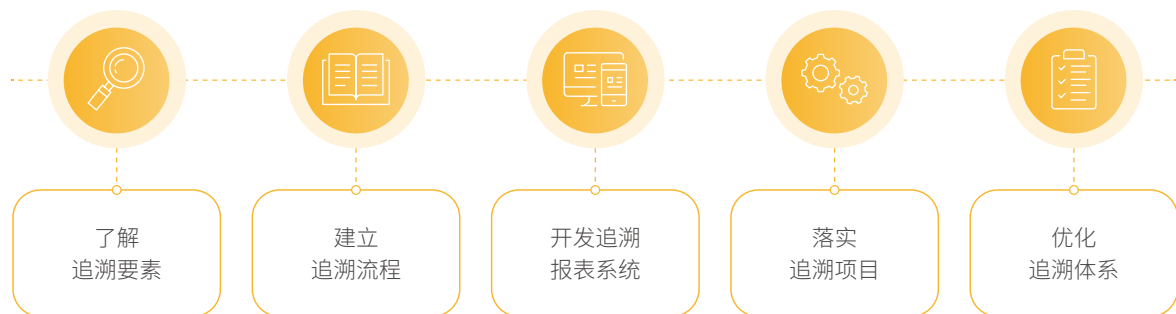 了解
追溯要素
建立
追溯流程
开发追溯
报表系统
落实
追溯项目
优化
追溯体系